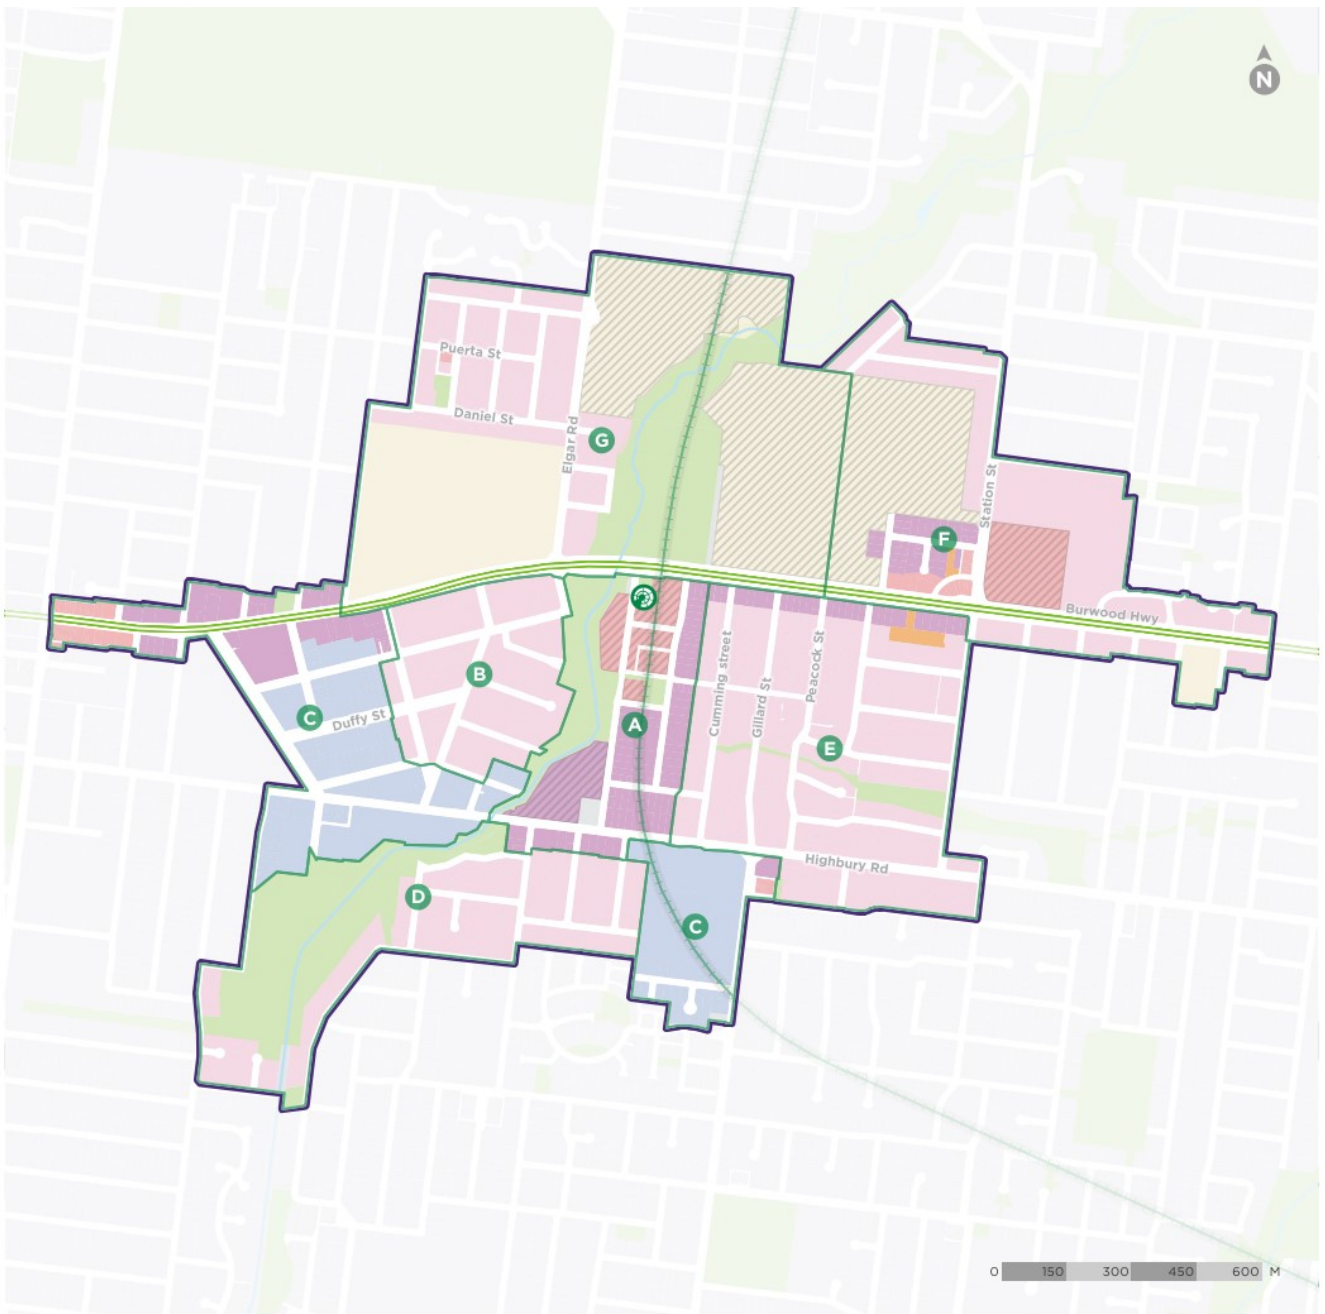 N
Puerta St
Daniel St
Elgar Rd
G
Station St
F
Burwood Hwy
B
C
Duffy St
A
Cumming street
Gillard St
Peacock St
E
Highbury Rd
D
C
0 150 300 450 600 M